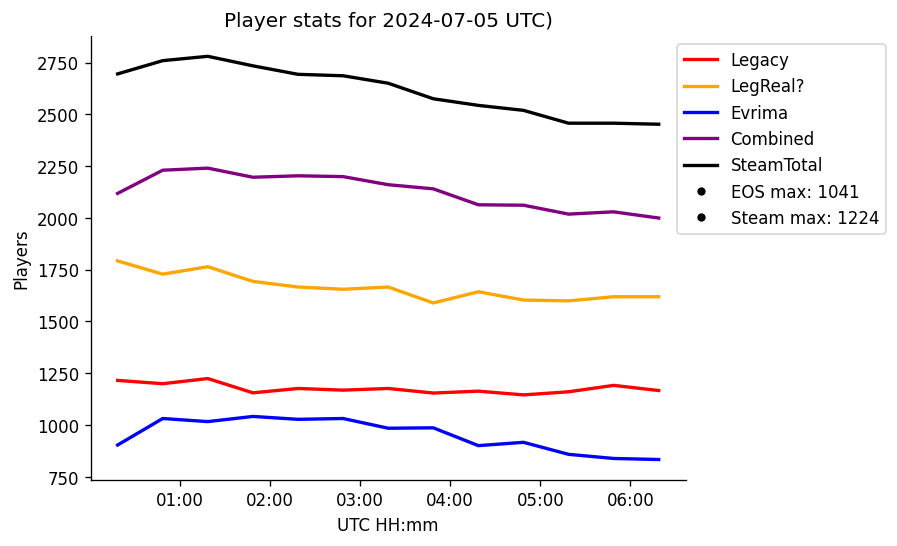 Player stats for 2024-07-05 UTC)
Players
2750
2500
2250
2000
1750
1500
1250
1000
750
01:00
02:00
03:00
04:00
05:00
06:00
UTC HH:mm
Legacy
LegReal?
Evrima
Combined
SteamTotal
EOS max: 1041
Steam max: 1224